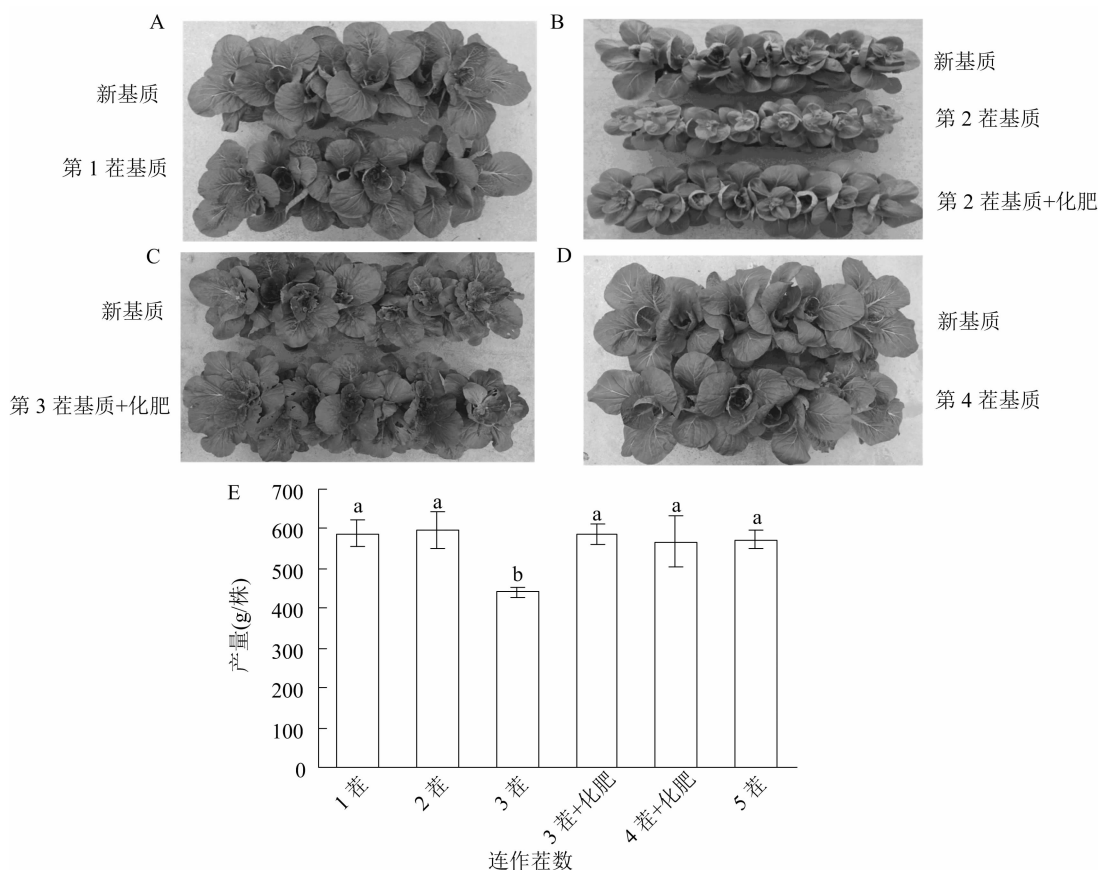 A
新基质
第 1 茬基质
B
新基质
第 2 茬基质
第 2 茬基质+化肥
C
新基质
第 3 茬基质+化肥
D
新基质
第 4 茬基质
E
产量(g/株)
700
600
500
400
300
200
100
0
a
a
b
a
a
a
1 茬
2 茬
3 茬
3 茬+化肥
4 茬+化肥
5 茬
连作茬数